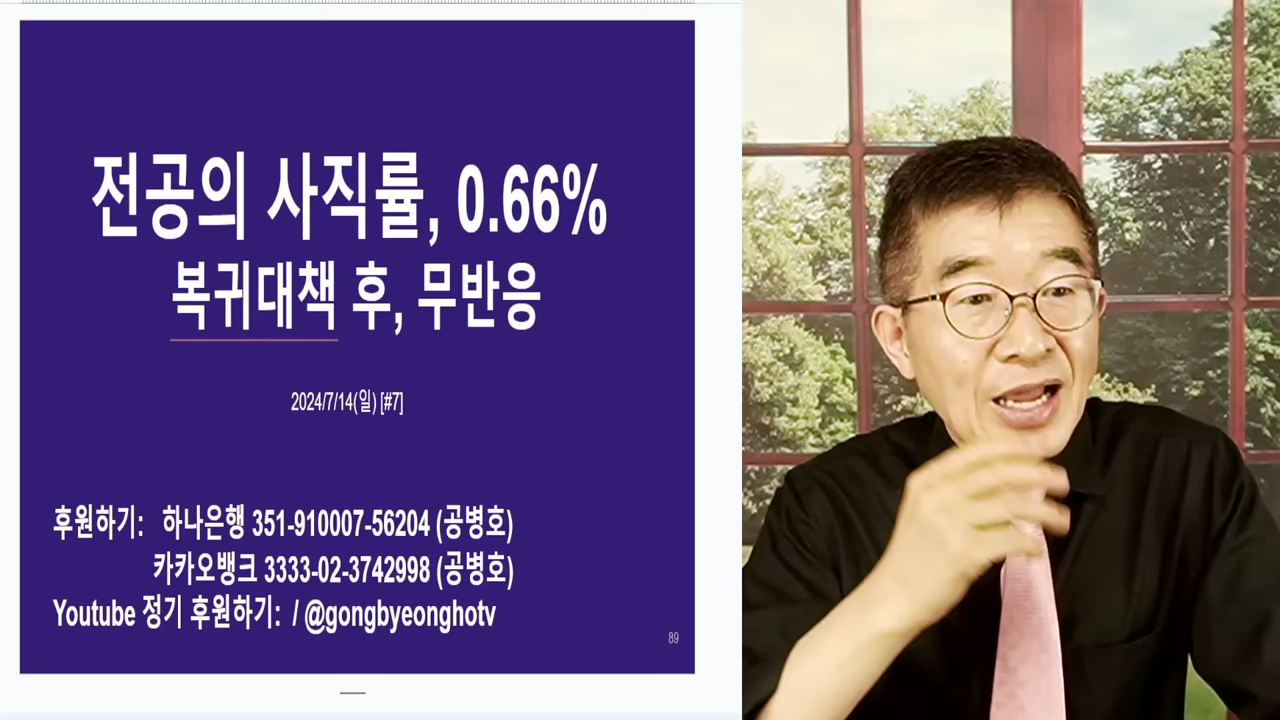 전공의 사직률, 0.66%
복귀대책 후, 무반응
2024/7/14(일) [#7]
후원하기: 하나은행 351-910007-56204 (공병호)
카카오뱅크 3333-02-3742998 (공병호)
Youtube 정기 후원하기: / @gongbyeonghotv
89